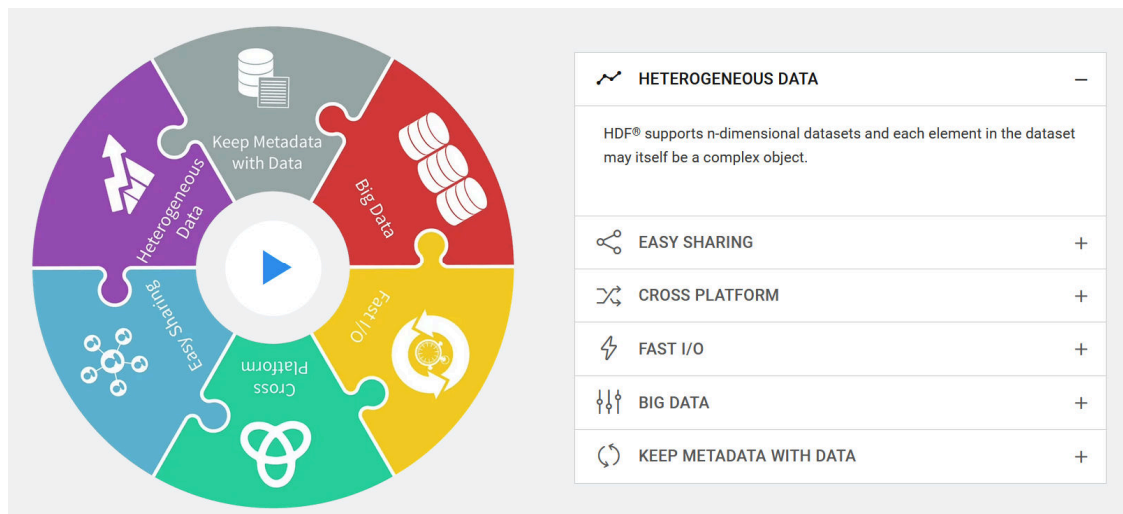 Keep Metadata
with Data
Big Data
Fast I/O
Cross
Platform
Easy Sharing
Heterogeneous
Data
HETEROGENEOUS DATA
HDF® supports n-dimensional datasets and each element in the dataset
may itself be a complex object.
EASY SHARING
CROSS PLATFORM
FAST I/O
BIG DATA
KEEP METADATA WITH DATA